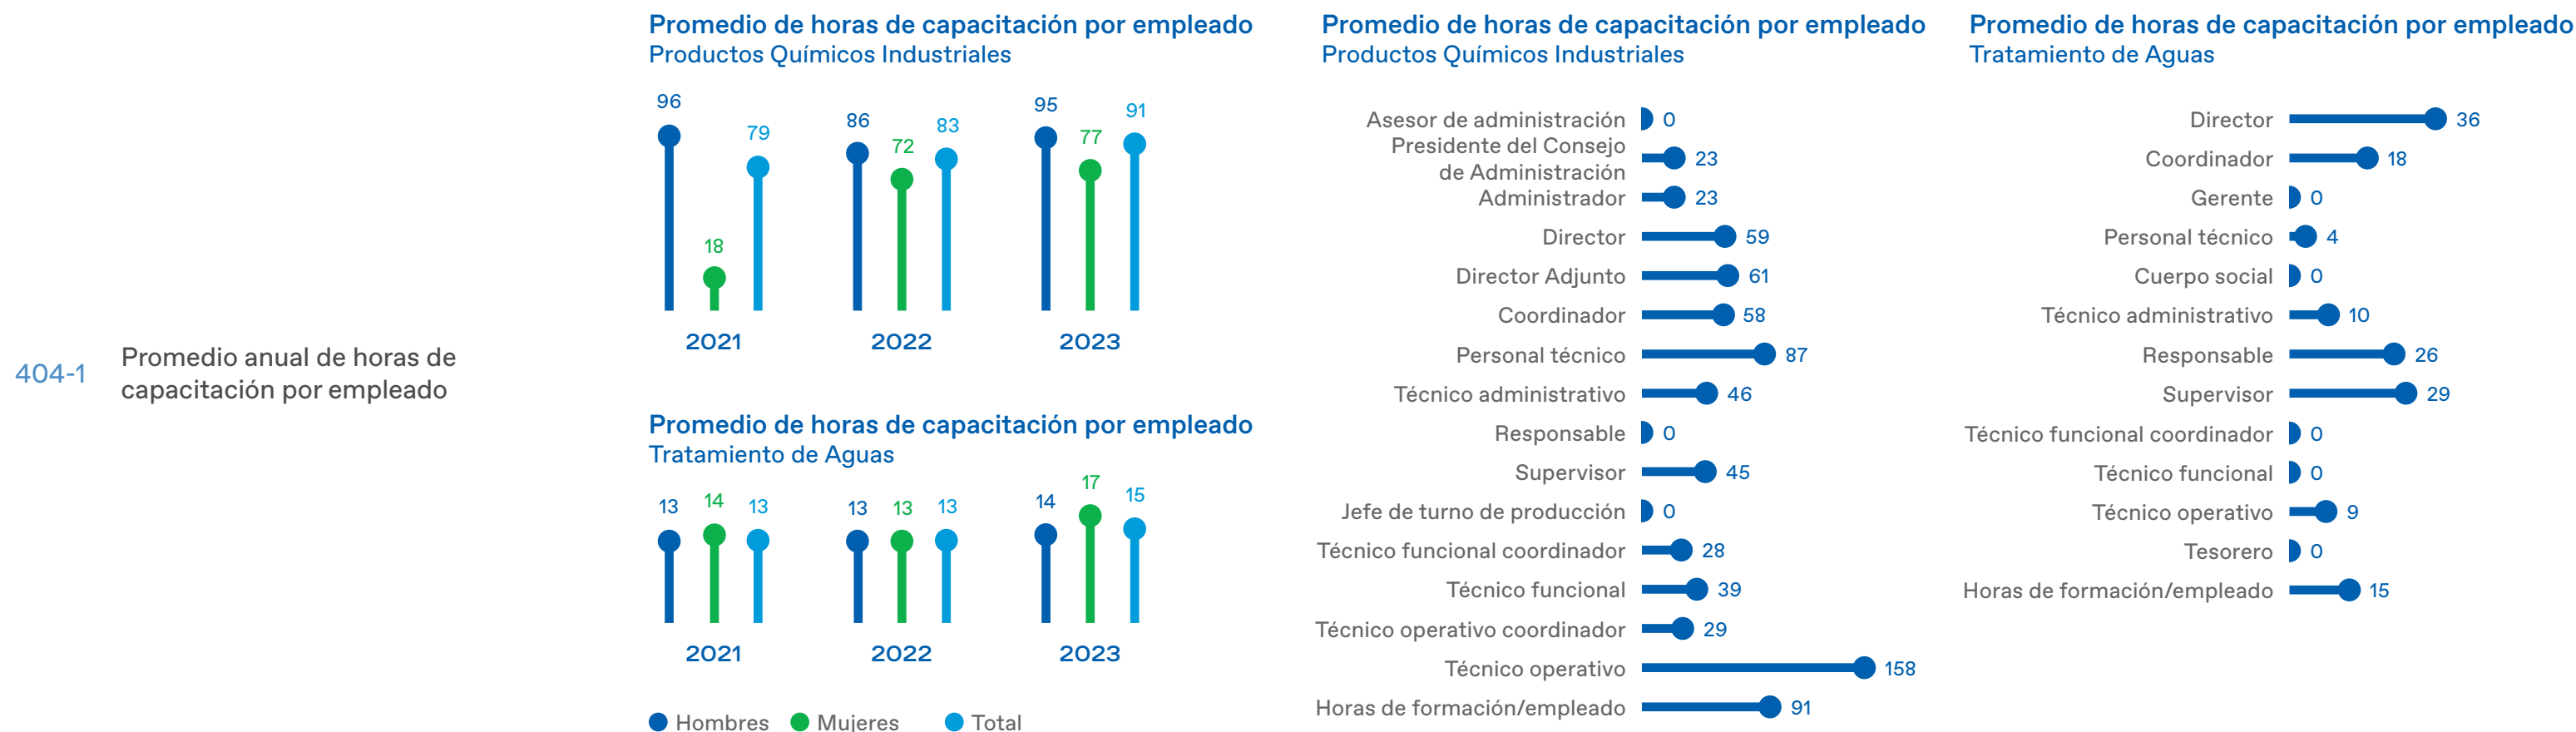 404-1
Promedio anual de horas de
capacitación por empleado
Promedio de horas de capacitación por empleado
Productos Químicos Industriales
96 18 79
86 72 83
95 77 91
2021 2022 2023
Promedio de horas de capacitación por empleado
Tratamiento de Aguas
13 14 13
13 13 13
14 17 15
2021 2022 2023
Hombres Mujeres Total
Promedio de horas de capacitación por empleado
Productos Químicos Industriales
Asesor de administración 0
Presidente del Consejo
de Administración 23
Administrador 23
Director 59
Director Adjunto 61
Coordinador 58
Personal técnico 87
Técnico administrativo 46
Responsable 0
Supervisor 45
Jefe de turno de producción 0
Técnico funcional coordinador 28
Técnico funcional 39
Técnico operativo coordinador 29
Técnico operativo 158
Horas de formación/empleado 91
Promedio de horas de capacitación por empleado
Tratamiento de Aguas
Director 36
Coordinador 18
Gerente 0
Personal técnico 4
Cuerpo social 0
Técnico administrativo 10
Responsable 26
Supervisor 29
Técnico funcional coordinador 0
Técnico funcional 0
Técnico operativo 9
Tesorero 0
Horas de formación/empleado 15